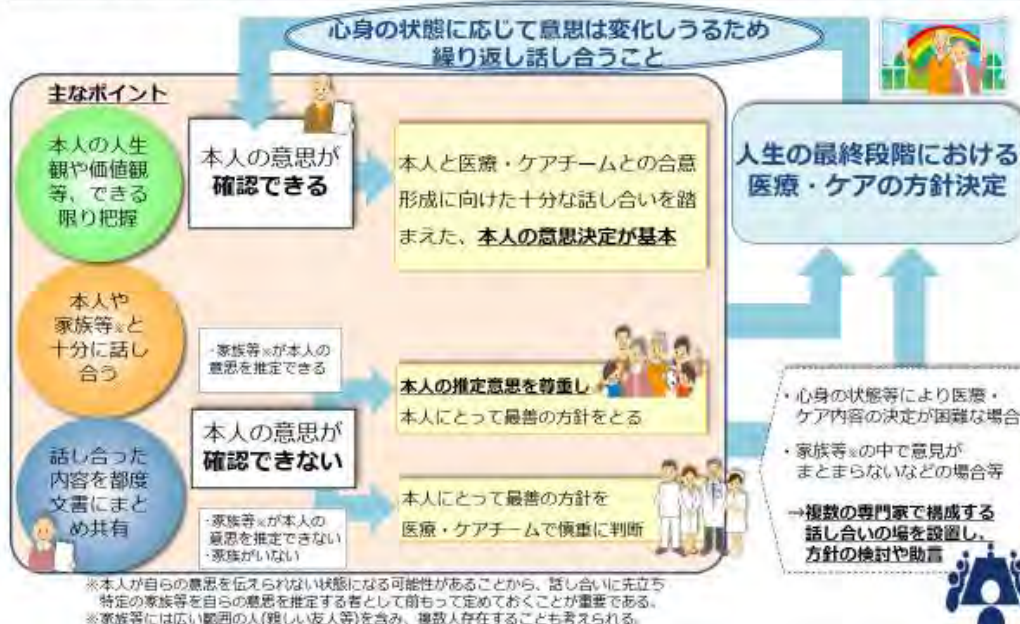 心身の状態に応じて意思は変化しうるため
繰り返し話し合うこと
主なポイント
本人の人生
観や価値観
等、できる
限り把握
本人や
家族等※と
十分に話し
合う
話し合った
内容を都度
文書にまと
め共有
本人の意思が
確認できる
本人と医療・ケアチームとの合意
形成に向けた十分な話し合いを踏
まえた、本人の意思決定が基本
・家族等※が本人の
意思を推定できる
本人の意思が
確認できない
・家族等※が本人の
意思を推定できない
・家族がいない
本人の推定意思を尊重し
本人にとって最善の方針をとる
本人にとって最善の方針を
医療・ケアチームで慎重に判断
人生の最終段階における
医療・ケアの方針決定
・心身の状態等により医療・
ケア内容の決定が困難な場合
・家族等※の中で意見が
まとまらないなどの場合等
→複数の専門家で構成する
話し合いの場を設置し、
方針の検討や助言
※本人が自らの意思を伝えられない状態になる可能性があることから、話し合いに先立ち
特定の家族等を自らの意思を推定する者として前もって定めておくことが重要である。
※家族等には広い範囲の人(親しい友人等)を含み、複数人存在することも考えられる。